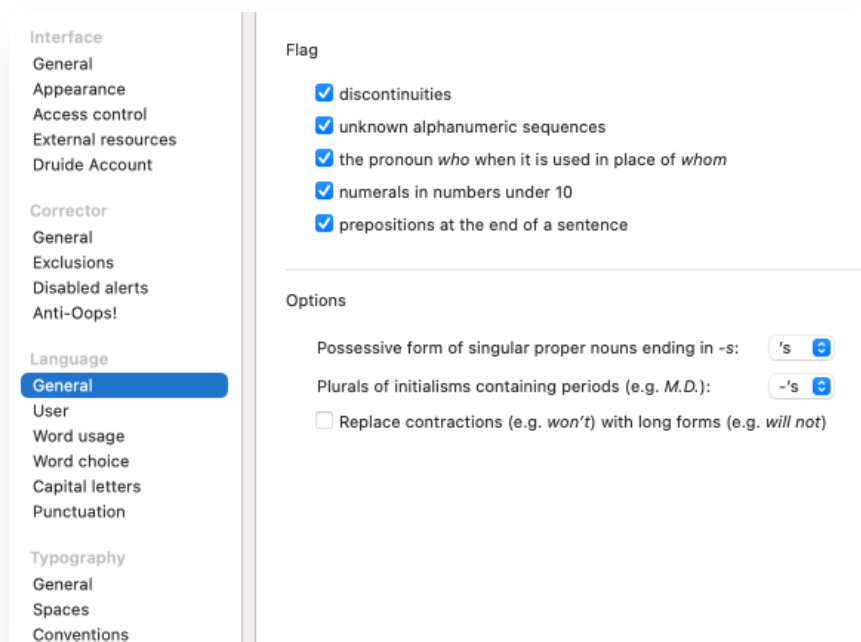 Interface
General
Appearance
Access control
External resources
Druide Account
Corrector
General
Exclusions
Disabled alerts
Anti-Oops!
Language
General
User
Word usage
Word choice
Capital letters
Punctuation
Typography
General
Spaces
Conventions
Flag
discontinuities
unknown alphanumeric sequences
the pronoun who when it is used in place of whom
numerals in numbers under 10
prepositions at the end of a sentence
Options
Possessive form of singular proper nouns ending in -s: 's
Plurals of initialisms containing periods (e.g. M.D.): -'s
Replace contractions (e.g. won't) with long forms (e.g. will not)